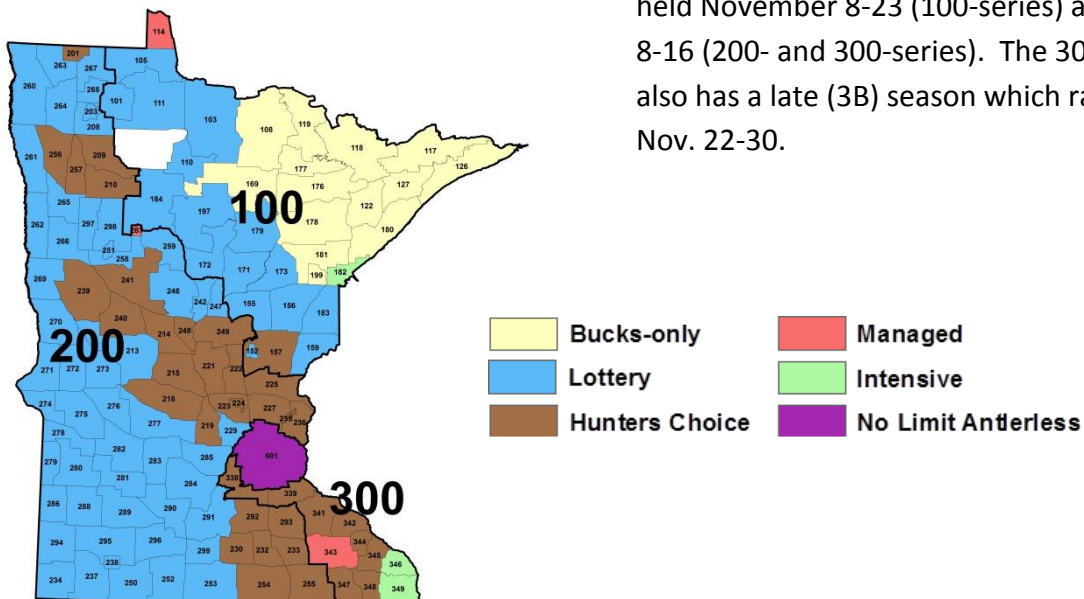 held November 8-23 (100-series) a
8-16 (200- and 300-series). The 30
also has a late (3B) season which ra
Nov. 22-30.
114
201
263 267 105
260 268 101 111
264 203 103
208
108 119
118 117
126
261 256 209
257 210
110
177
169 176 127
265 184 197 100 122
262 297 298 287 179 178 180
266 251 259
258
181
172 171 173 199 182
269 241
239 246
242 247 155 156 183
270 240
214 248 249
200 213 152 157 159
271 272 273 215 221 222
225
274 276 218 223 224 227
275 235 236
278 277 219 229
282 285 601
279 280 283 338
281 284 339
300
286 288 289 290 291 292 293 341 342
344
294 295 296 299 230 232 233 343 345
238 346
234 237 250 252 253 254 255 347 348 349
Bucks-only
Lottery
Hunters Choice
Managed
Intensive
No Limit Antlerless